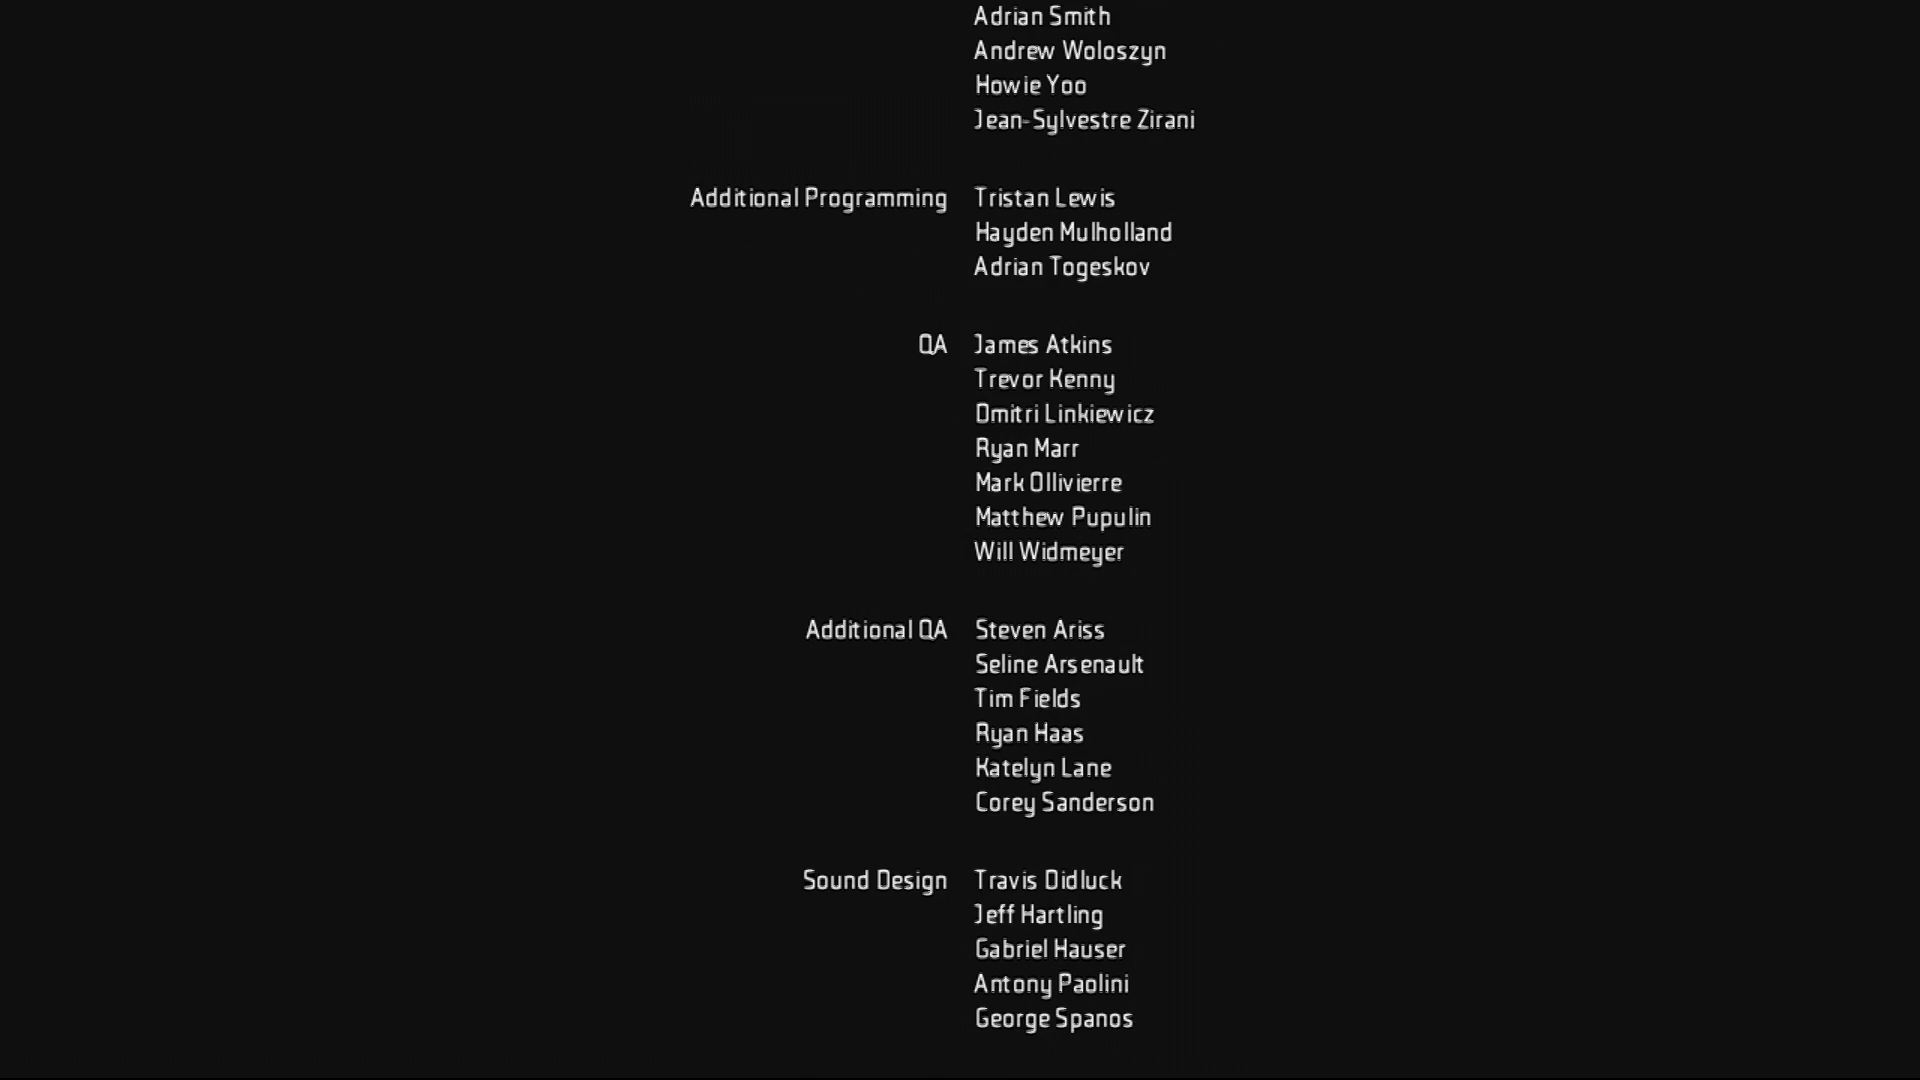 Adrian Smith
Andrew Woloszyn
Howie Yoo
Jean-Sylvestre Zirani
Additional Programming Tristan Lewis
Hayden Mulholland
Adrian Togeskov
QA James Atkins
Trevor Kenny
Dmitri Linkiewicz
Ryan Marr
Mark Ollivierre
Matthew Pupulin
Will Widmeyer
Additional QA Steven Ariss
Seline Arsenault
Tim Fields
Ryan Haas
Katelyn Lane
Corey Sanderson
Sound Design Travis Didluck
Jeff Hartling
Gabriel Hauser
Antony Paolini
George Spanos